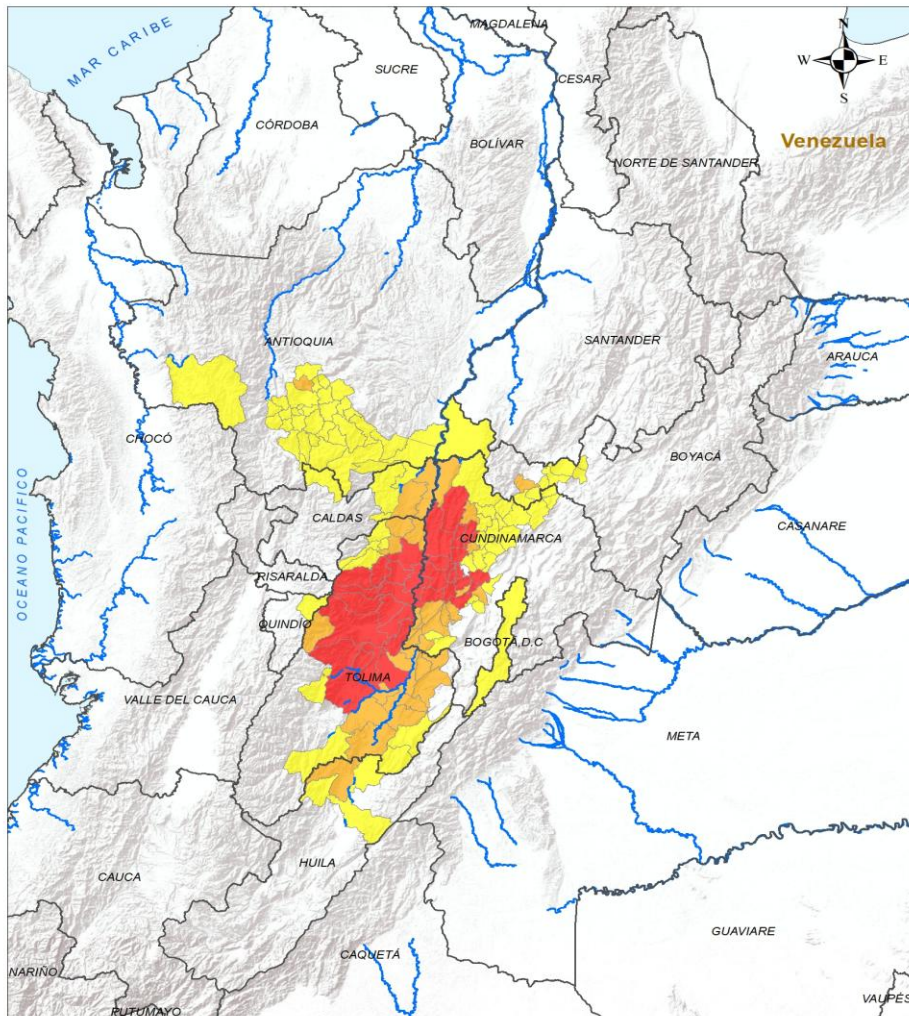 MAGDALENA
MAR CARIBE
N
SUCRE
CESAR
W
E
S
CÓRDOBA
BOLÍVAR
Venezuela
NORTE DE SANTANDER
ANTIOQUIA
SANTANDER
ARAUCA
CHOCÓ
BOYACÁ
CALDAS
CASANARE
CUNDINAMARCA
OCEANO PACIFICO
RISARALDA
QUINDÍO
BOGOTÁ, D.C
TOLIMA
VALLE DEL CAUCA
META
HUILA
CAUCA
GUAVIARE
CAQUETÁ
NARIÑO
VAUPÉS
PUTUMAYO